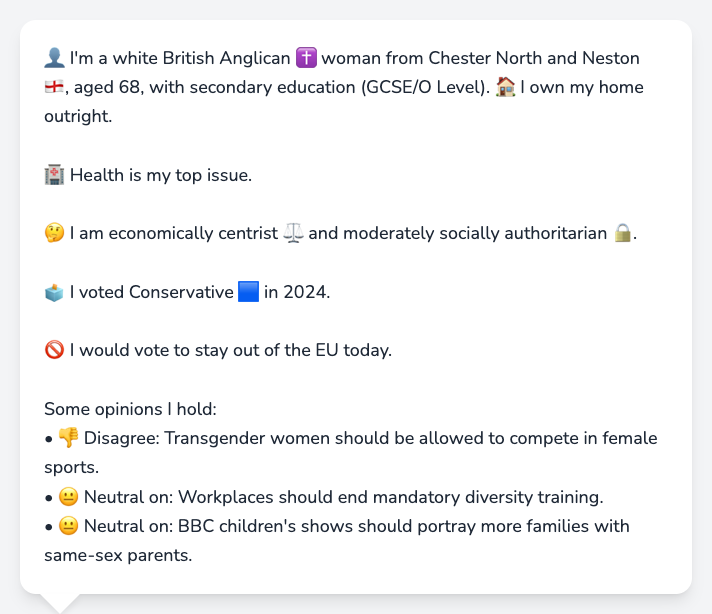 👤 I'm a white British Anglican ✝️ woman from Chester North and Neston
🏴󠁧󠁢󠁥󠁮󠁧󠁿, aged 68, with secondary education (GCSE/O Level). 🏠 I own my home
outright.
🏥 Health is my top issue.
🤔 I am economically centrist ⚖️ and moderately socially authoritarian 🔒.
🗳️ I voted Conservative 🟦 in 2024.
🚫 I would vote to stay out of the EU today.
Some opinions I hold:
• 👎 Disagree: Transgender women should be allowed to compete in female
sports.
• 😐 Neutral on: Workplaces should end mandatory diversity training.
• 😐 Neutral on: BBC children's shows should portray more families with
same-sex parents.